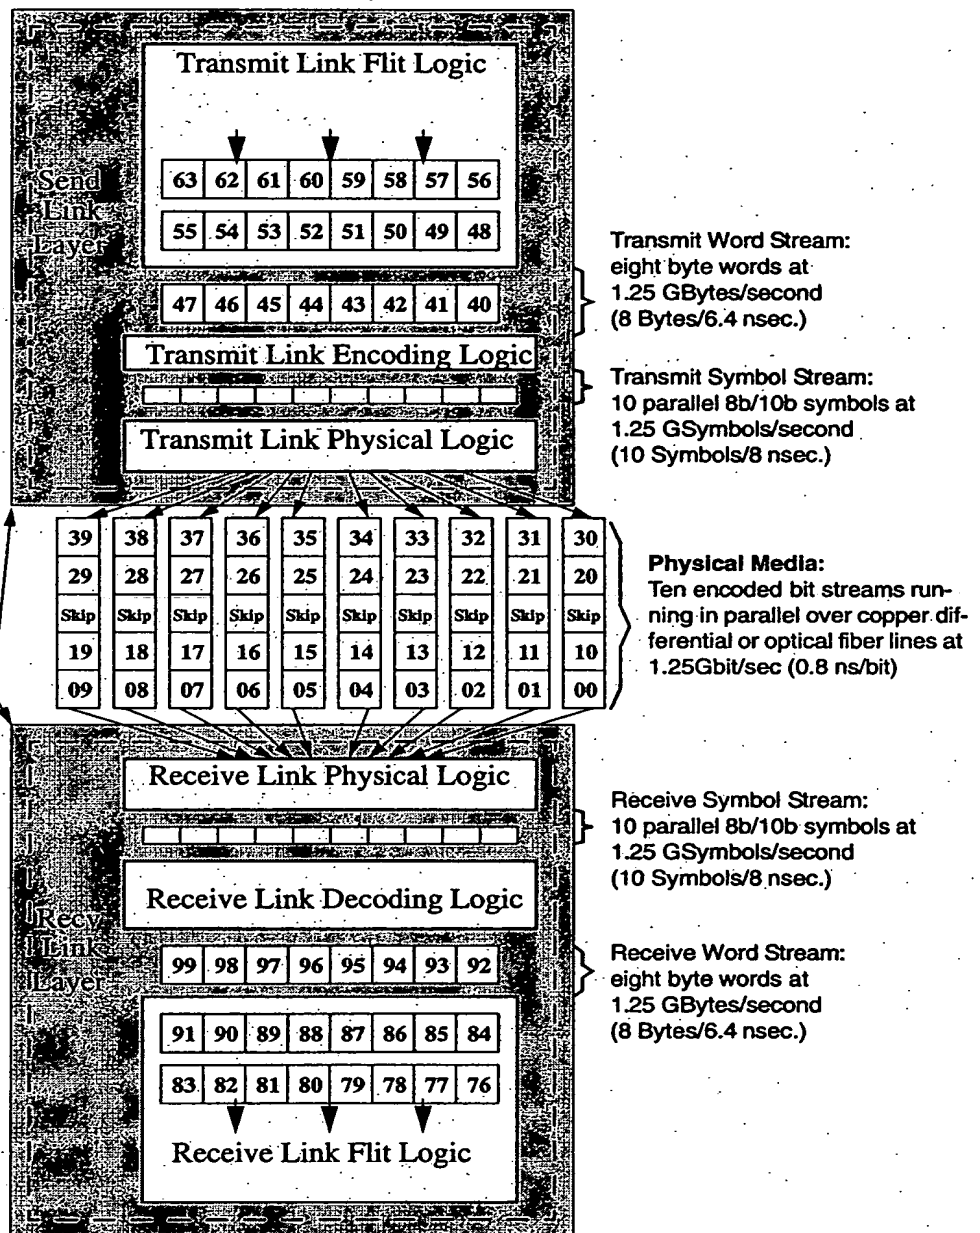 Transmit Link Flit Logic
63 62 61 60 59 58 57 56
Send
Link
Layer
55 54 53 52 51 50 49 48
47 46 45 44 43 42 41 40
Transmit Word Stream:
eight byte words at
1.25 GBytes/second
(8 Bytes/6.4 nsec.)
Transmit Link Encoding Logic
Transmit Symbol Stream:
10 parallel 8b/10b symbols at
1.25 GSymbols/second
(10 Symbols/8 nsec.)
Transmit Link Physical Logic
39 38 37 36 35 34 33 32 31 30
29 28 27 26 25 24 23 22 21 20
Skip Skip Skip Skip Skip Skip Skip Skip Skip Skip
19 18 17 16 15 14 13 12 11 10
09 08 07 06 05 04 03 02 01 00
Physical Media:
Ten encoded bit streams run-
ning in parallel over copper dif-
ferential or optical fiber lines at
1.25Gbit/sec (0.8 ns/bit)
Receive Link Physical Logic
Receive Symbol Stream:
10 parallel 8b/10b symbols at
1.25 GSymbols/second
(10 Symbols/8 nsec.)
Receive Link Decoding Logic
Recv
Link
Layer
99 98 97 96 95 94 93 92
Receive Word Stream:
eight byte words at
1.25 GBytes/second
(8 Bytes/6.4 nsec.)
91 90 89 88 87 86 85 84
83 82 81 80 79 78 77 76
Receive Link Flit Logic